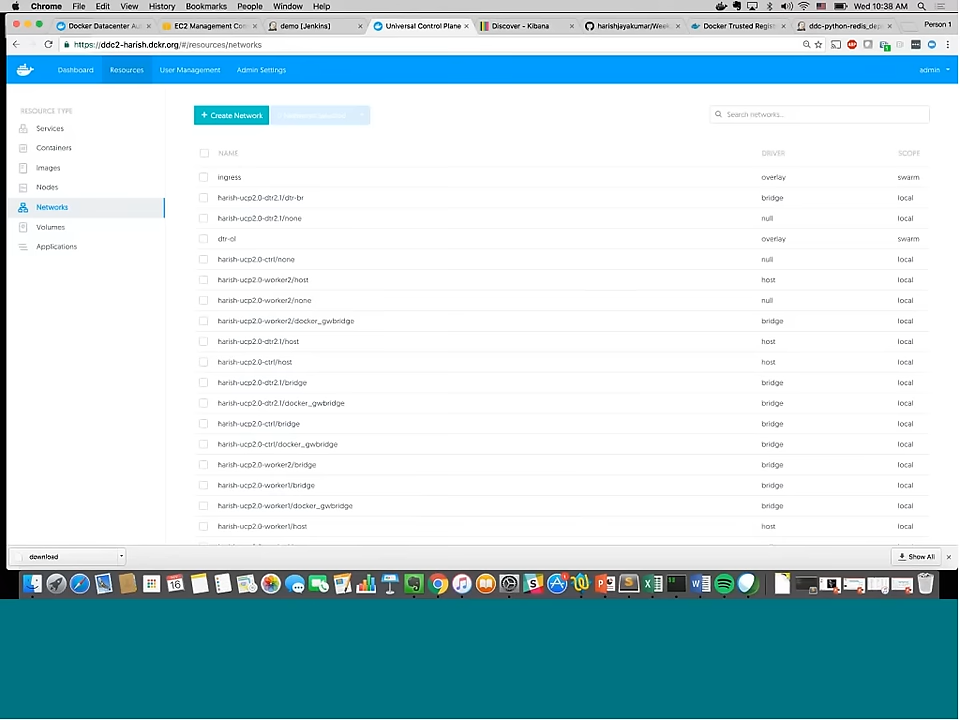 Chrome File Edit View History Bookmarks People Window Help Wed 10:38 AM
Docker Datacenter Au EC2 Management Con demo [Jenkins] Universal Control Plane Discover - Kibana harishjayakumar/Week Docker Trusted Regis ddc-python-redis_de Person 1
https://ddc2-harish.dckr.org/#/resources/networks
Dashboard Resources User Management Admin Settings admin
RESOURCE TYPE
Services
Containers
Images
Nodes
Networks
Volumes
Applications
+ Create Network
Search networks...
NAME DRIVER SCOPE
ingress overlay swarm
harish-ucp2.0-dtr2.1/dtr-br bridge local
harish-ucp2.0-dtr2.1/none null local
dtr-ol overlay swarm
harish-ucp2.0-ctrl/none null local
harish-ucp2.0-worker2/host host local
harish-ucp2.0-worker2/none null local
harish-ucp2.0-worker2/docker_gwbridge bridge local
harish-ucp2.0-dtr2.1/host host local
harish-ucp2.0-ctrl/host host local
harish-ucp2.0-dtr2.1/bridge bridge local
harish-ucp2.0-dtr2.1/docker_gwbridge bridge local
harish-ucp2.0-ctrl/bridge bridge local
harish-ucp2.0-ctrl/docker_gwbridge bridge local
harish-ucp2.0-worker2/bridge bridge local
harish-ucp2.0-worker1/bridge bridge local
harish-ucp2.0-worker1/docker_gwbridge bridge local
harish-ucp2.0-worker1/host host local
download Show All
16